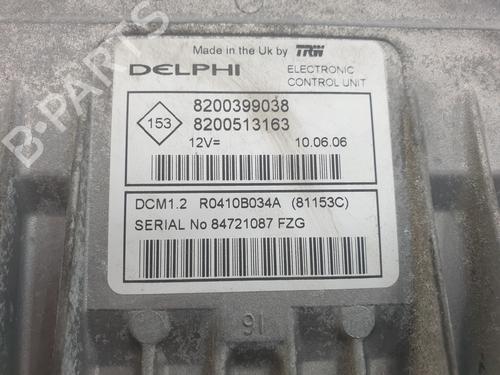 Made in the Uk by TRW
DELPHI ELECTRONIC CONTROL UNIT
153
8200399038
8200513163
12V= 10.06.06
DCM1.2 R0410B034A (81153C)
SERIAL No 84721087 FZG
91
B-PARTS